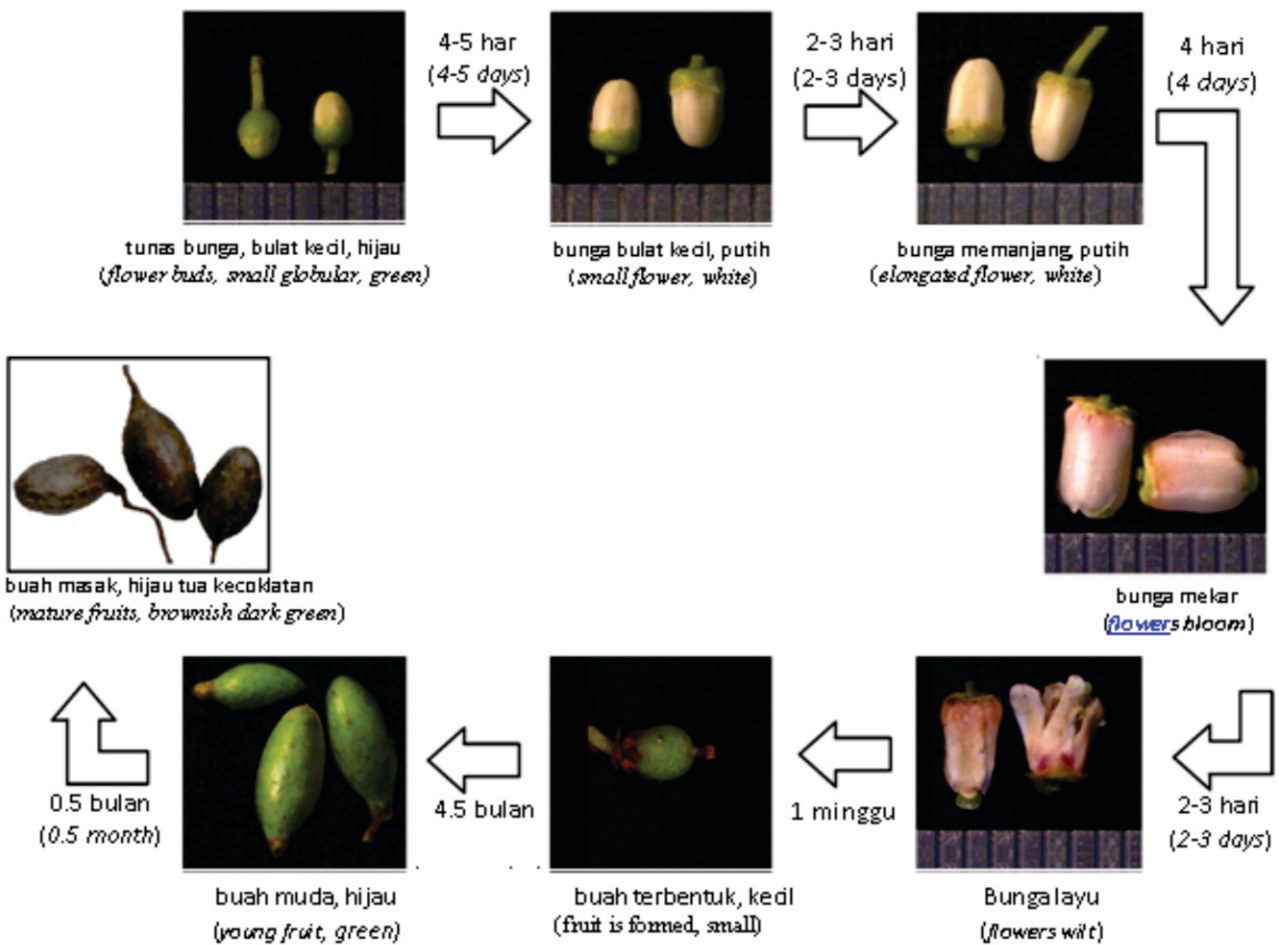 4-5 har
(4-5 days)
2-3 hari
(2-3 days)
4 hari
(4 days)
tunas bunga, bulat kecil, hijau
(flower buds, small globular, green)
bunga bulat kecil, putih
(small flower, white)
bunga memanjang, putih
(elongated flower, white)
bunga mekar
(flowers bloom)
2-3 hari
(2-3 days)
Bunga layu
(flowers wilt)
1 minggu
buah terbentuk, kecil
(fruit is formed, small)
4.5 bulan
buah muda, hijau
(young fruit, green)
0.5 bulan
(0.5 month)
buah masak, hijau tua kecoklatan
(mature fruits, brownish dark green)